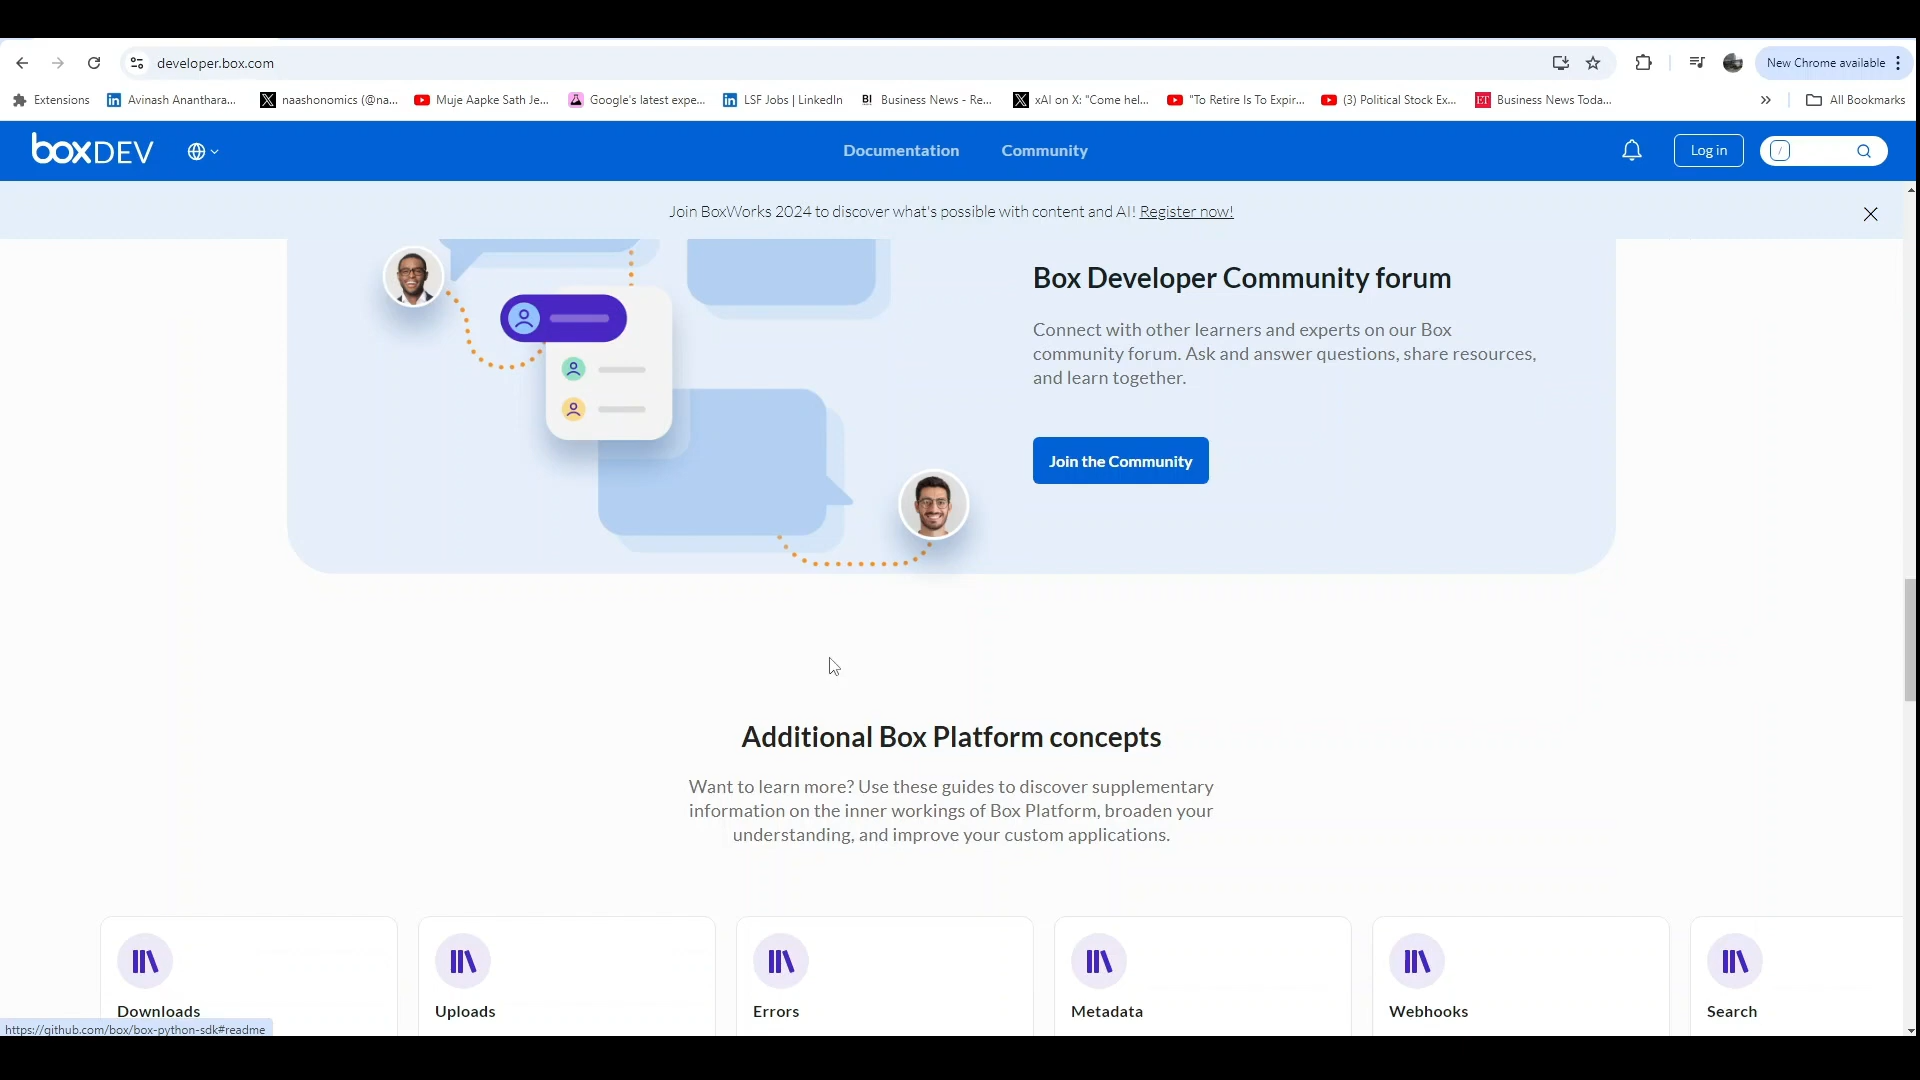 developer.box.com
New Chrome available
Extensions
Avinash Ananthara...
naashonomics (@na...
Muje Aapke Sath Je...
Google's latest expe...
LSF Jobs | LinkedIn
BI Business News - Re...
xAI on X: "Come hel...
"To Retire Is To Expir...
(3) Political Stock Ex...
ET Business News Toda...
All Bookmarks
boxDEV
Documentation
Community
Log in
/
Join BoxWorks 2024 to discover what's possible with content and AI! Register now!
Box Developer Community forum
Connect with other learners and experts on our Box
community forum. Ask and answer questions, share resources,
and learn together.
Join the Community
Additional Box Platform concepts
Want to learn more? Use these guides to discover supplementary
information on the inner workings of Box Platform, broaden your
understanding, and improve your custom applications.
Downloads
Uploads
Errors
Metadata
Webhooks
Search
https://github.com/box/box-python-sdk#readme